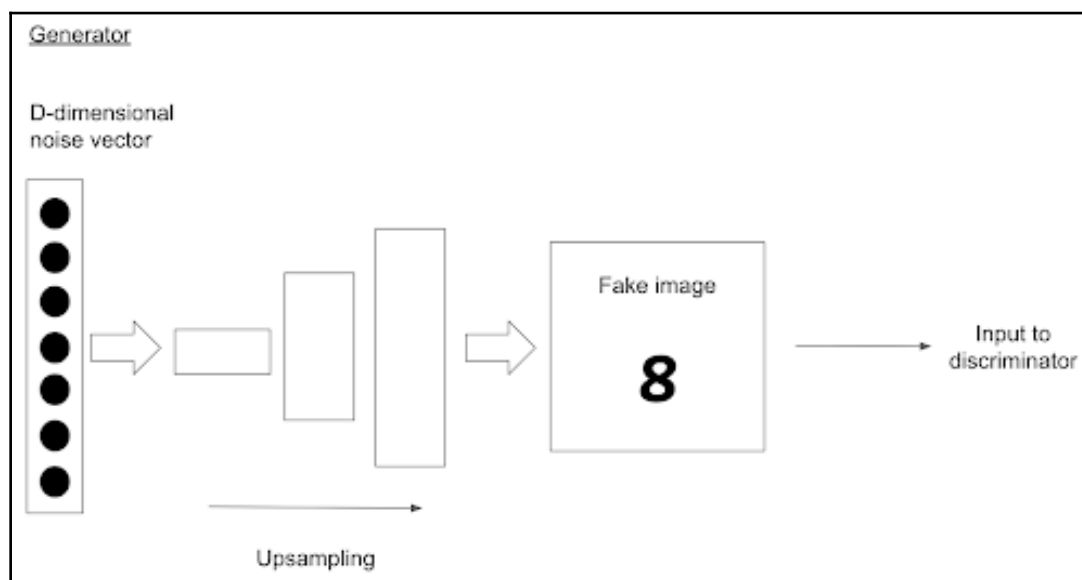 Generator
D-dimensional
noise vector
Fake image
8
Input to
discriminator
Upsampling